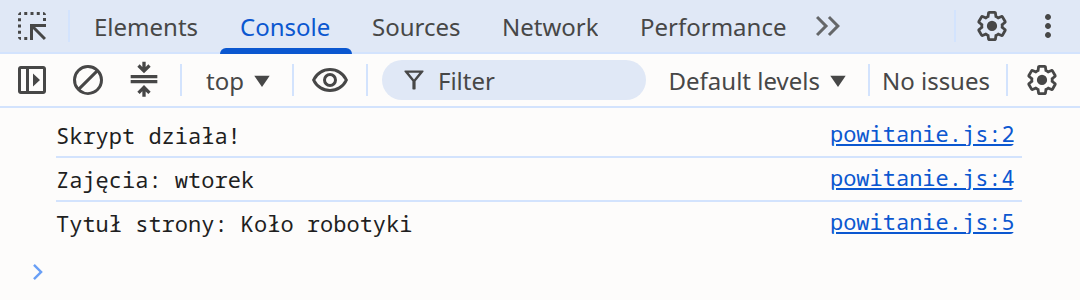 Elements Console Sources Network Performance
top Filter Default levels No issues
Skrypt działa! powitanie.js:2
Zajęcia: wtorek powitanie.js:4
Tytuł strony: Koło robotyki powitanie.js:5